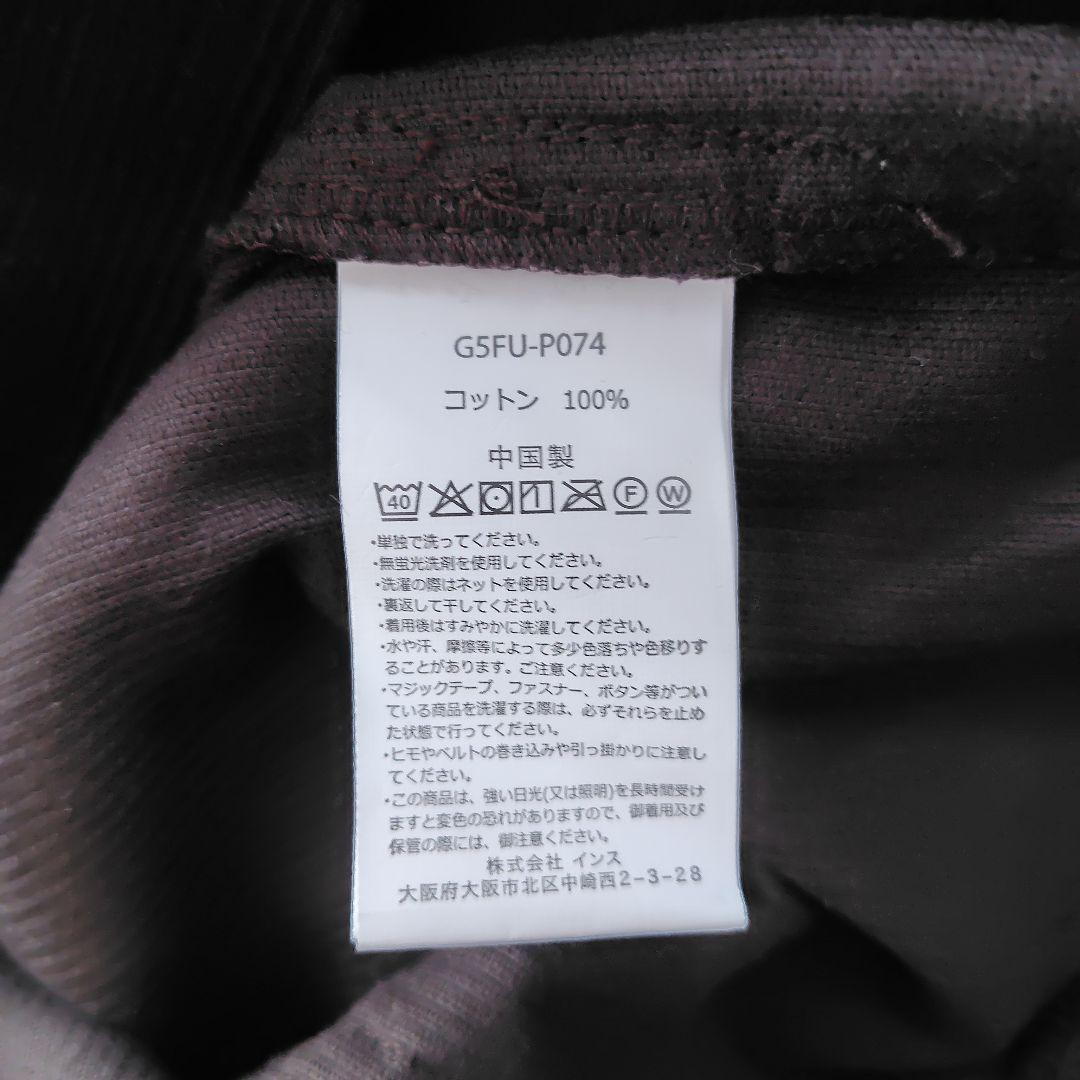 G5FU-P074
コットン 100%
中国製
40 F W
・単独で洗ってください。
・無蛍光洗剤を使用してください。
・洗濯の際はネットを使用してください。
・裏返して干してください。
・着用後はすみやかに洗濯してください。
・水や汗、摩擦等によって多少色落ちや色移りす
ることがあります。ご注意ください。
・マジックテープ、ファスナー、ボタン等がつい
ている商品を洗濯する際は、必ずそれらを止め
た状態で行ってください。
・ヒモやベルトの巻き込みや引っ掛かりに注意し
てください。
・この商品は、強い日光(又は照明)を長時間受け
ますと変色の恐れがありますので、御着用及び
保管の際には、御注意ください。
株式会社 インス
大阪府大阪市北区中崎西2-3-28